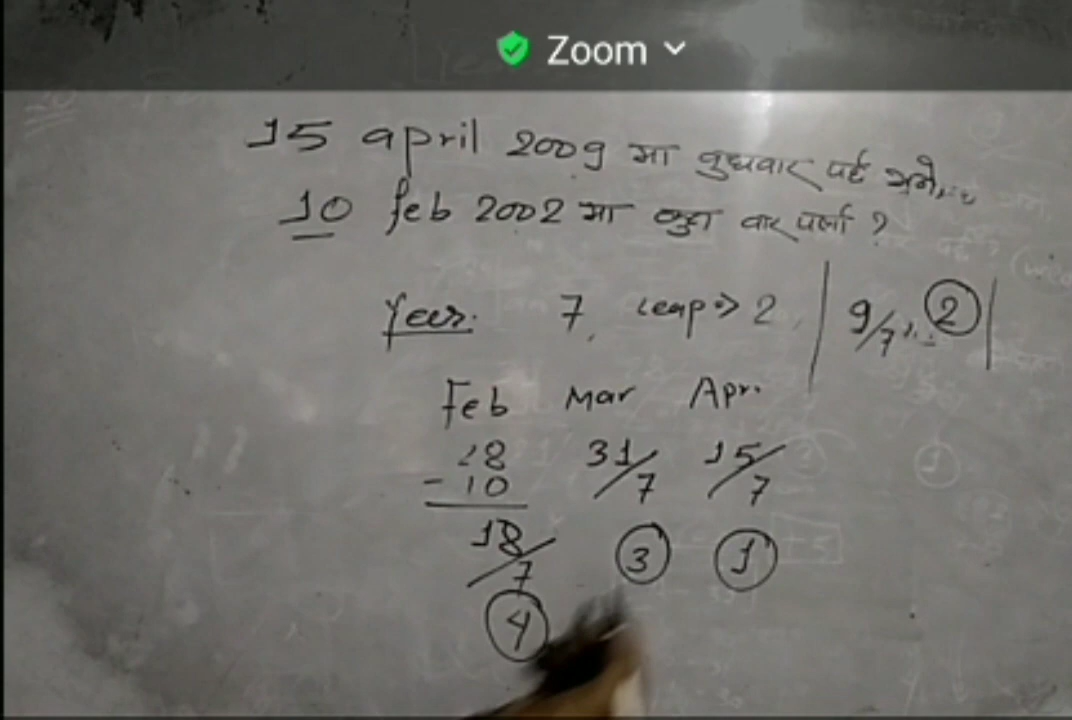 Zoom
15 april 2009 मा बुधवार पर्छ भने,
10 feb 2002 मा कुन वार पर्ला ?
Year. 7, leap => 2, | 9/7 2 |
Feb Mar Apr.
28 31/7 15/7
- 10
18/7 3 1
4